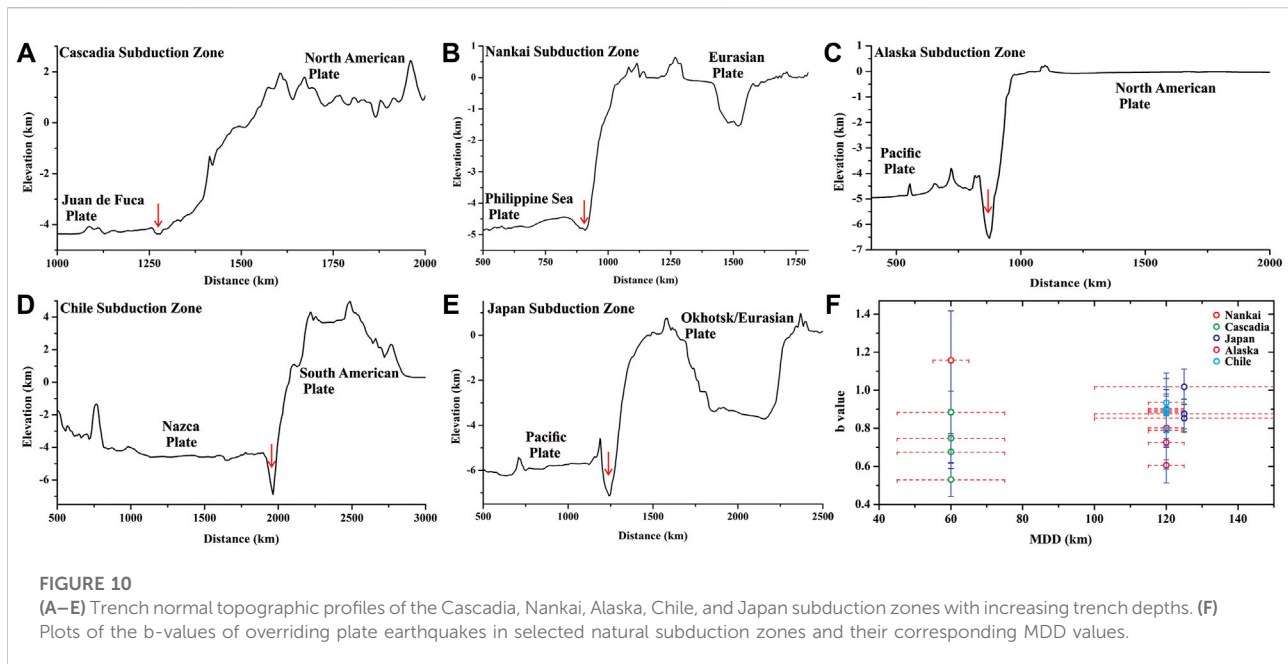 A
Cascadia Subduction Zone
North American
Plate
Juan de Fuca
Plate
Elevation (km)
2
0
-2
-4
1000
1250
1500
1750
2000
Distance (km)
B
Nankai Subduction Zone
Eurasian
Plate
Philippine Sea
Plate
Elevation (km)
1
0
-1
-2
-3
-4
-5
500
750
1000
1250
1500
1750
Distance (km)
C
Alaska Subduction Zone
North American
Plate
Pacific
Plate
Elevation (km)
1
0
-1
-2
-3
-4
-5
-6
-7
500
1000
1500
2000
Distance (km)
D
Chile Subduction Zone
South American
Plate
Nazca
Plate
Elevation (km)
4
2
0
-2
-4
-6
500
1000
1500
2000
2500
3000
Distance (km)
E
Japan Subduction Zone
Okhotsk/Eurasian
Plate
Pacific
Plate
Elevation (km)
0
-2
-4
-6
500
1000
1500
2000
2500
Distance (km)
F
Nankai
Cascadia
Japan
Alaska
Chile
b value
1.4
1.2
1.0
0.8
0.6
0.4
40
60
80
100
120
140
MDD (km)
FIGURE 10
(A–E) Trench normal topographic profiles of the Cascadia, Nankai, Alaska, Chile, and Japan subduction zones with increasing trench depths. (F)
Plots of the b-values of overriding plate earthquakes in selected natural subduction zones and their corresponding MDD values.